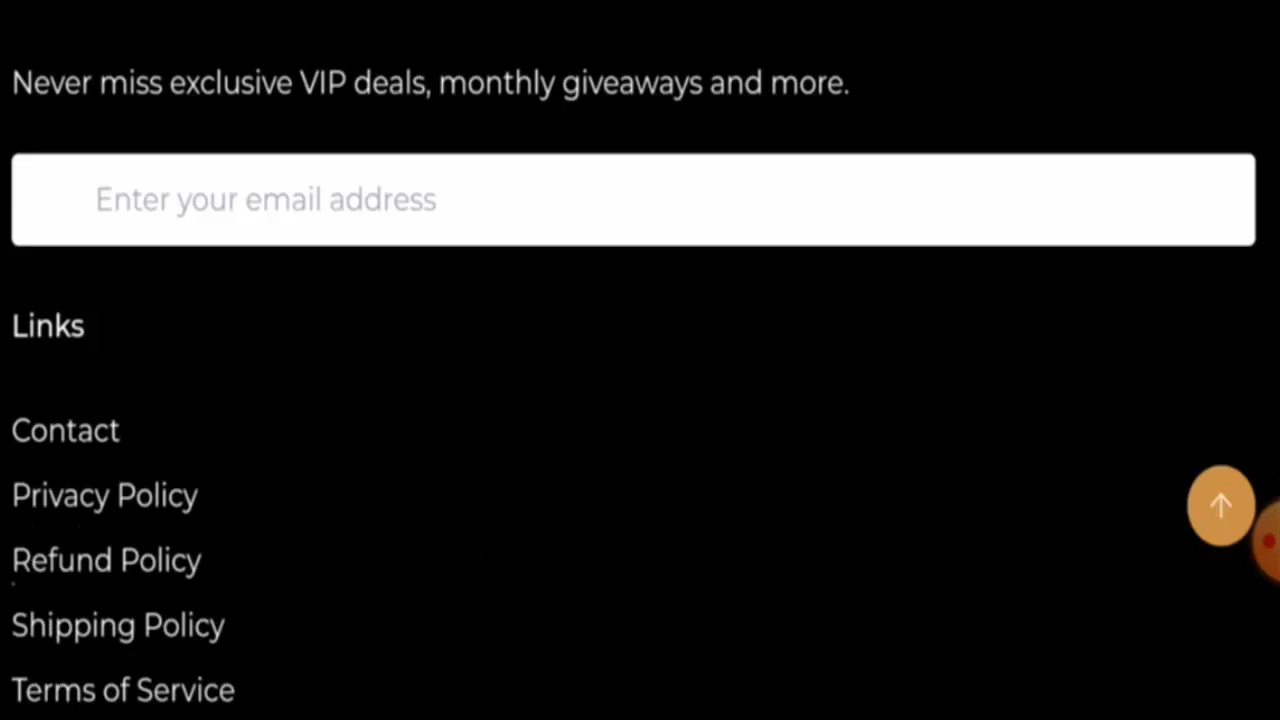 Never miss exclusive VIP deals, monthly giveaways and more.
Enter your email address
Links
Contact
Privacy Policy
Refund Policy
Shipping Policy
Terms of Service